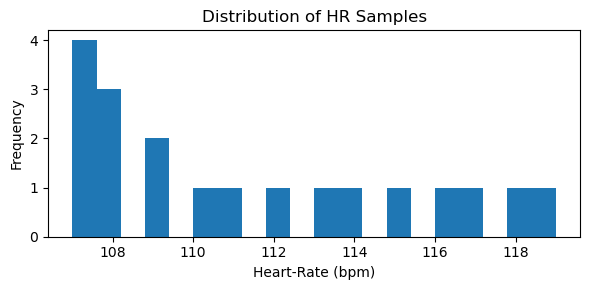 Distribution of HR Samples
Frequency
4
3
2
1
0
108 110 112 114 116 118
Heart-Rate (bpm)